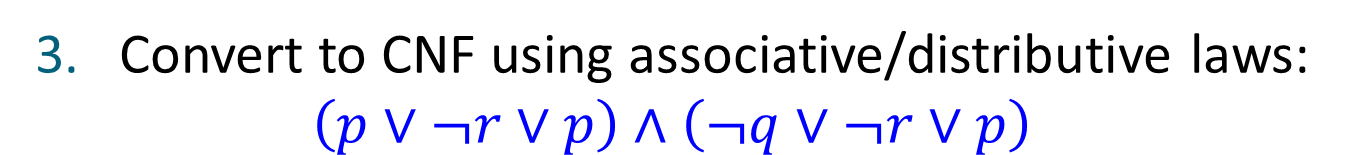 3. Convert to CNF using associative/distributive laws:
(p ∨ ¬r ∨ p) ∧ (¬q ∨ ¬r ∨ p)